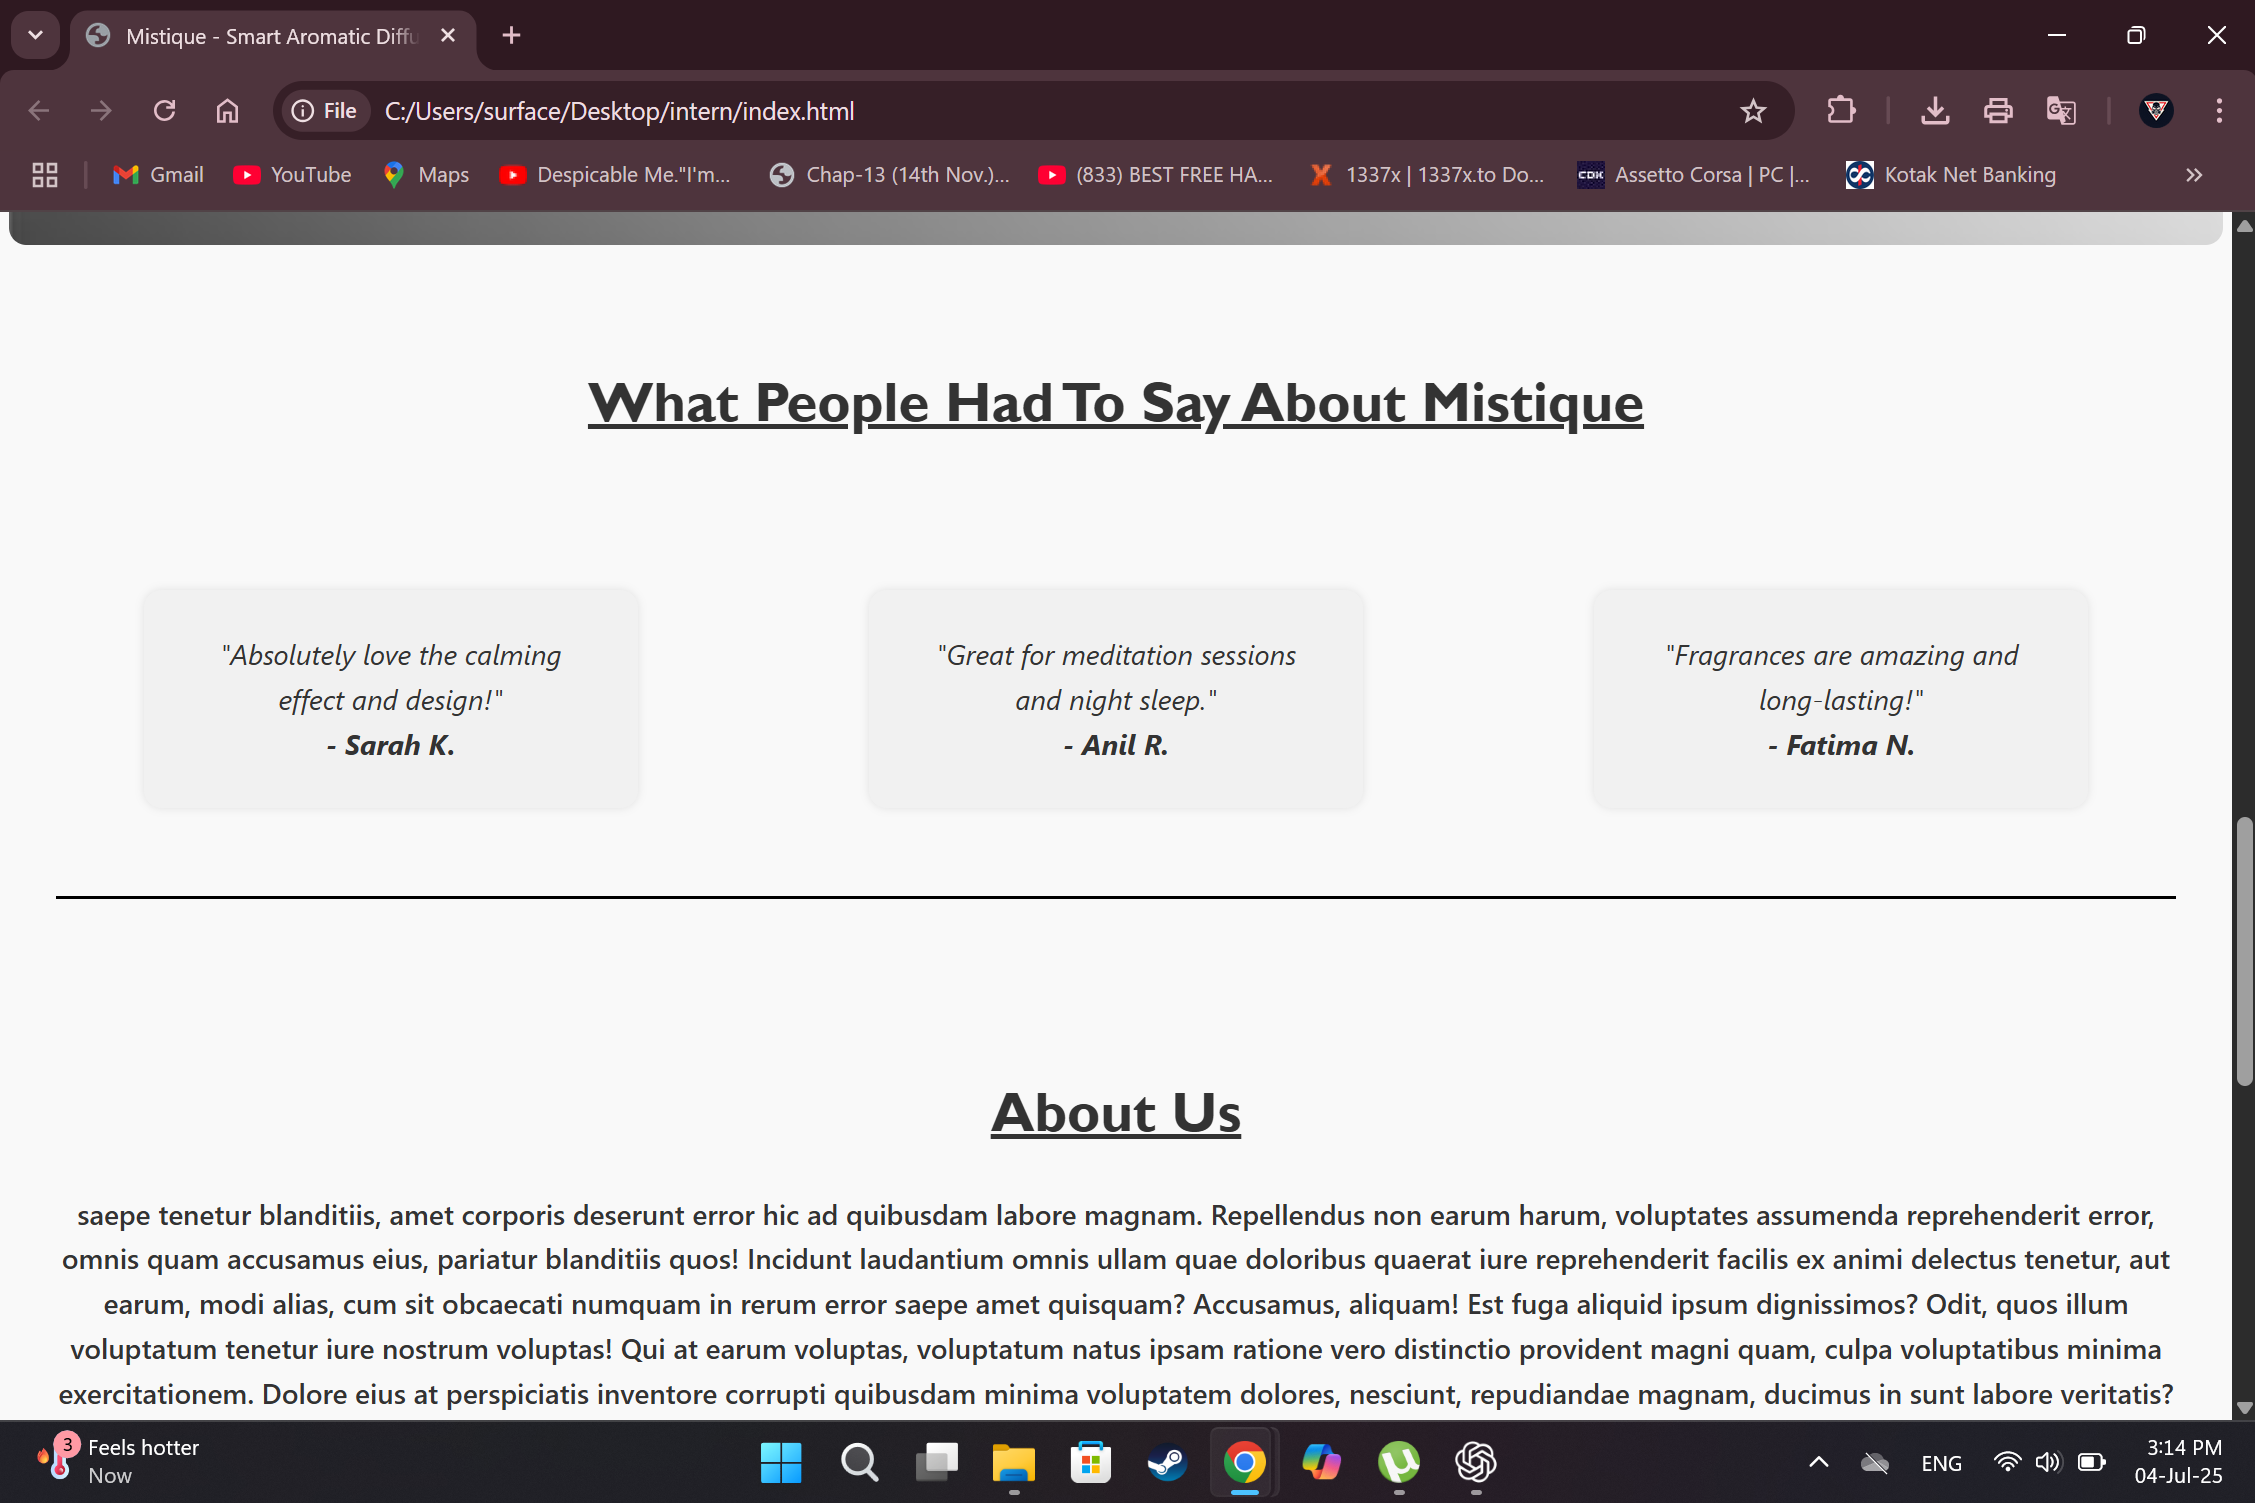 Mistique - Smart Aromatic Diffu
File C:/Users/surface/Desktop/intern/index.html
Gmail YouTube Maps Despicable Me."I'm... Chap-13 (14th Nov.)... (833) BEST FREE HA... 1337x | 1337x.to Do... CDK Assetto Corsa | PC |... Kotak Net Banking
What People Had To Say About Mistique
"Absolutely love the calming
effect and design!"
- Sarah K.
"Great for meditation sessions
and night sleep."
- Anil R.
"Fragrances are amazing and
long-lasting!"
- Fatima N.
About Us
saepe tenetur blanditiis, amet corporis deserunt error hic ad quibusdam labore magnam. Repellendus non earum harum, voluptates assumenda reprehenderit error,
omnis quam accusamus eius, pariatur blanditiis quos! Incidunt laudantium omnis ullam quae doloribus quaerat iure reprehenderit facilis ex animi delectus tenetur, aut
earum, modi alias, cum sit obcaecati numquam in rerum error saepe amet quisquam? Accusamus, aliquam! Est fuga aliquid ipsum dignissimos? Odit, quos illum
voluptatum tenetur iure nostrum voluptas! Qui at earum voluptas, voluptatum natus ipsam ratione vero distinctio provident magni quam, culpa voluptatibus minima
exercitationem. Dolore eius at perspiciatis inventore corrupti quibusdam minima voluptatem dolores, nesciunt, repudiandae magnam, ducimus in sunt labore veritatis?
3 Feels hotter
Now
ENG
3:14 PM
04-Jul-25